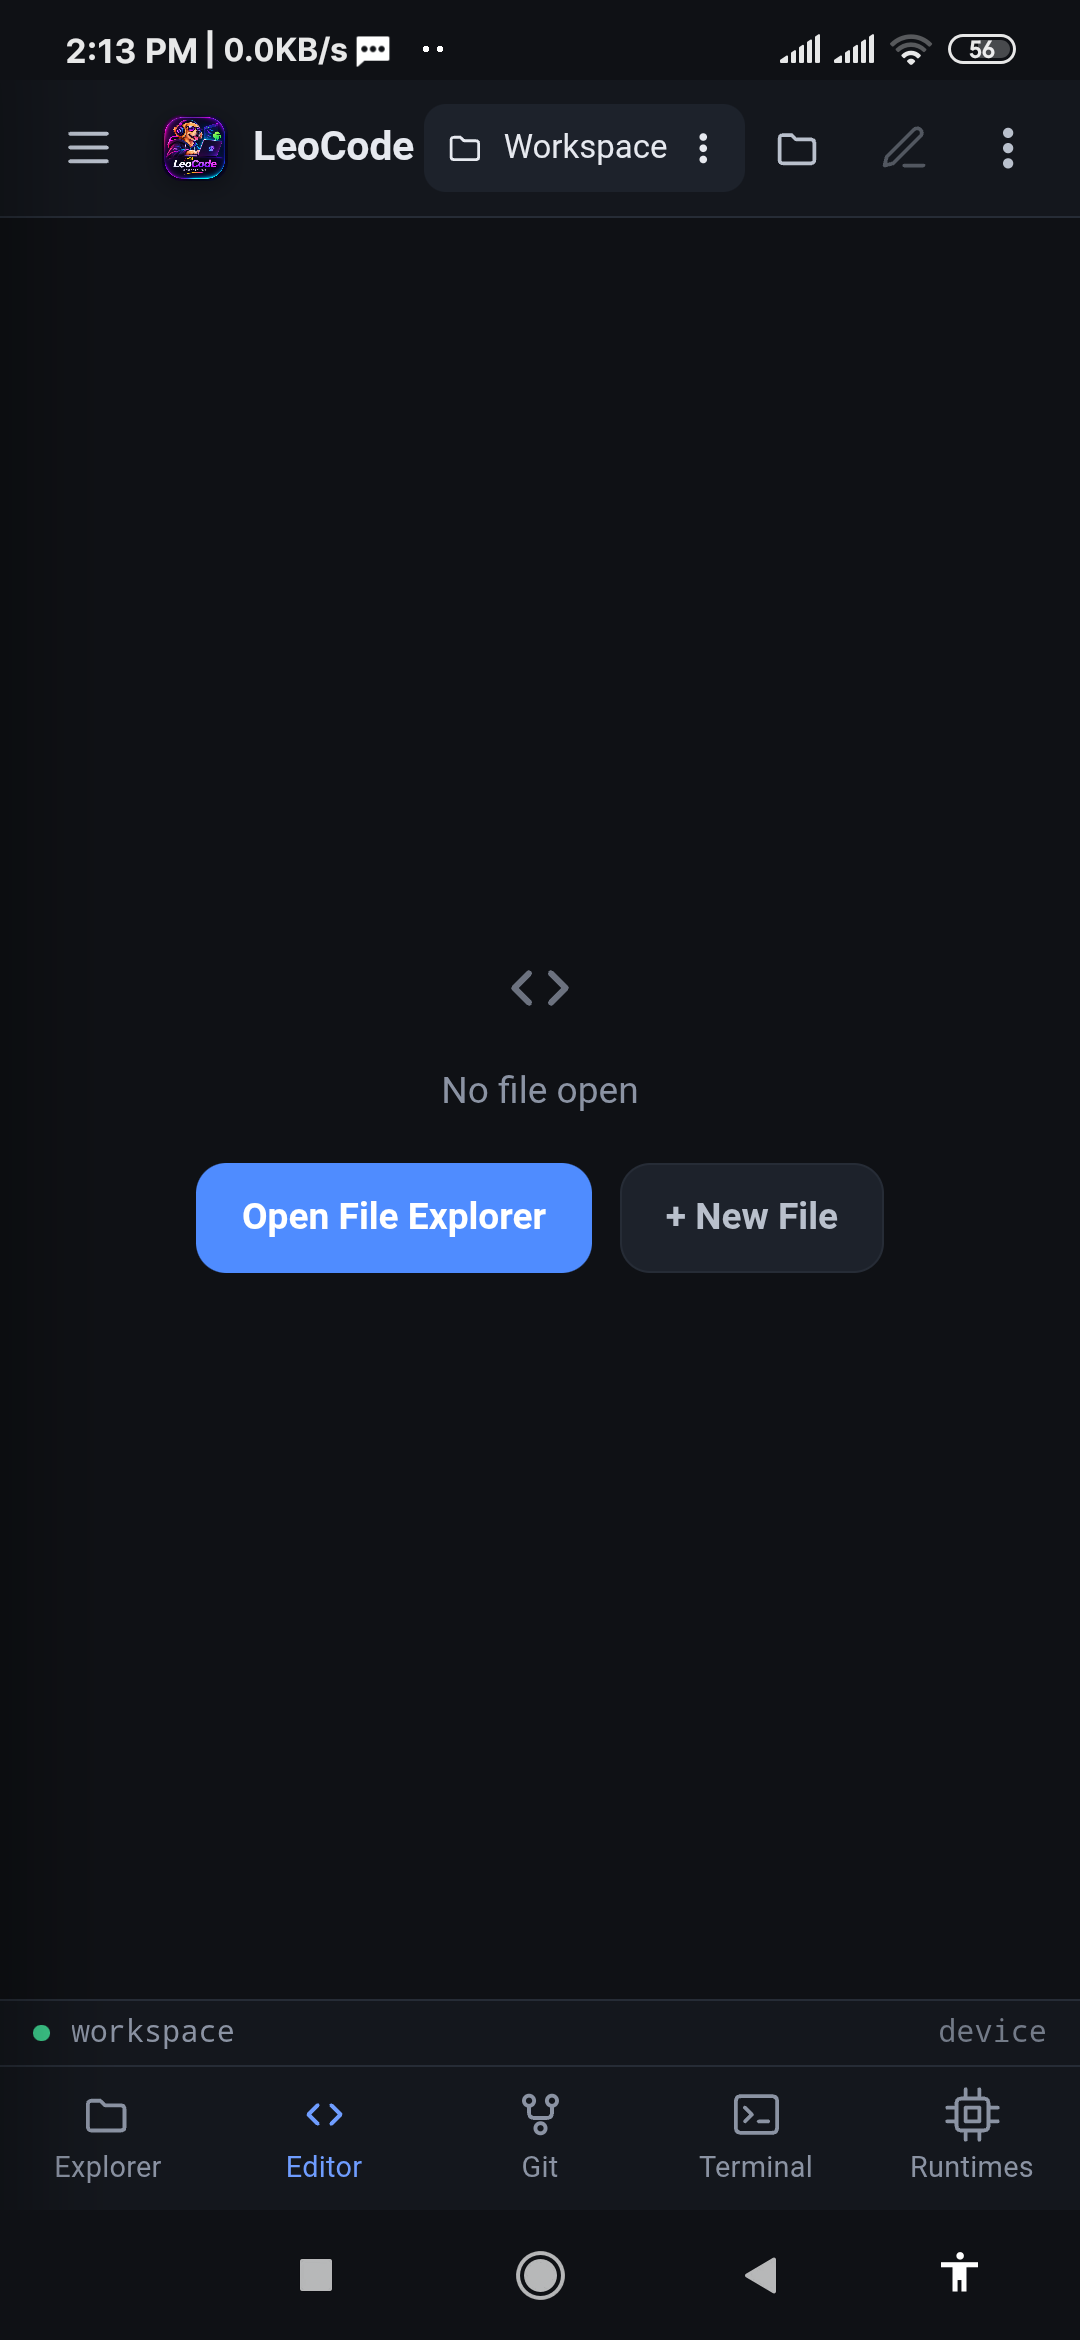 2:13 PM | 0.0KB/s
56
LeoCode
LeoCode
Workspace
No file open
Open File Explorer
+ New File
workspace
device
Explorer
Editor
Git
Terminal
Runtimes